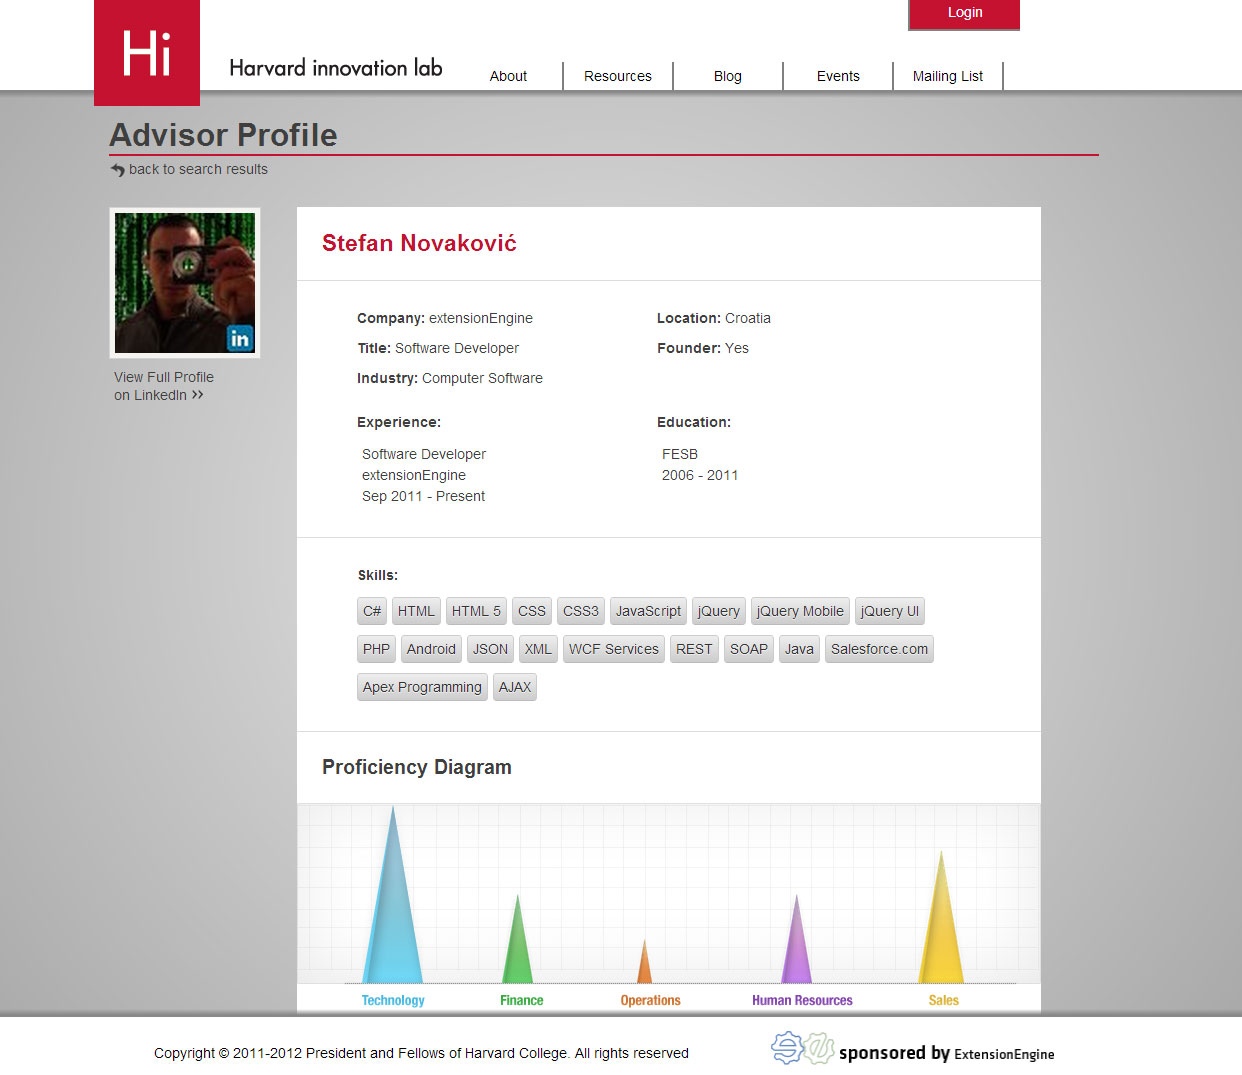 Login
Hi
Harvard innovation lab
About
Resources
Blog
Events
Mailing List
Advisor Profile
back to search results
in
View Full Profile
on LinkedIn >>
Stefan Novaković
Company: extensionEngine
Location: Croatia
Title: Software Developer
Founder: Yes
Industry: Computer Software
Experience:
Software Developer
extensionEngine
Sep 2011 - Present
Education:
FESB
2006 - 2011
Skills:
C# HTML HTML 5 CSS CSS3 JavaScript jQuery jQuery Mobile jQuery UI
PHP Android JSON XML WCF Services REST SOAP Java Salesforce.com
Apex Programming AJAX
Proficiency Diagram
Technology Finance Operations Human Resources Sales
Copyright © 2011-2012 President and Fellows of Harvard College. All rights reserved
sponsored by ExtensionEngine